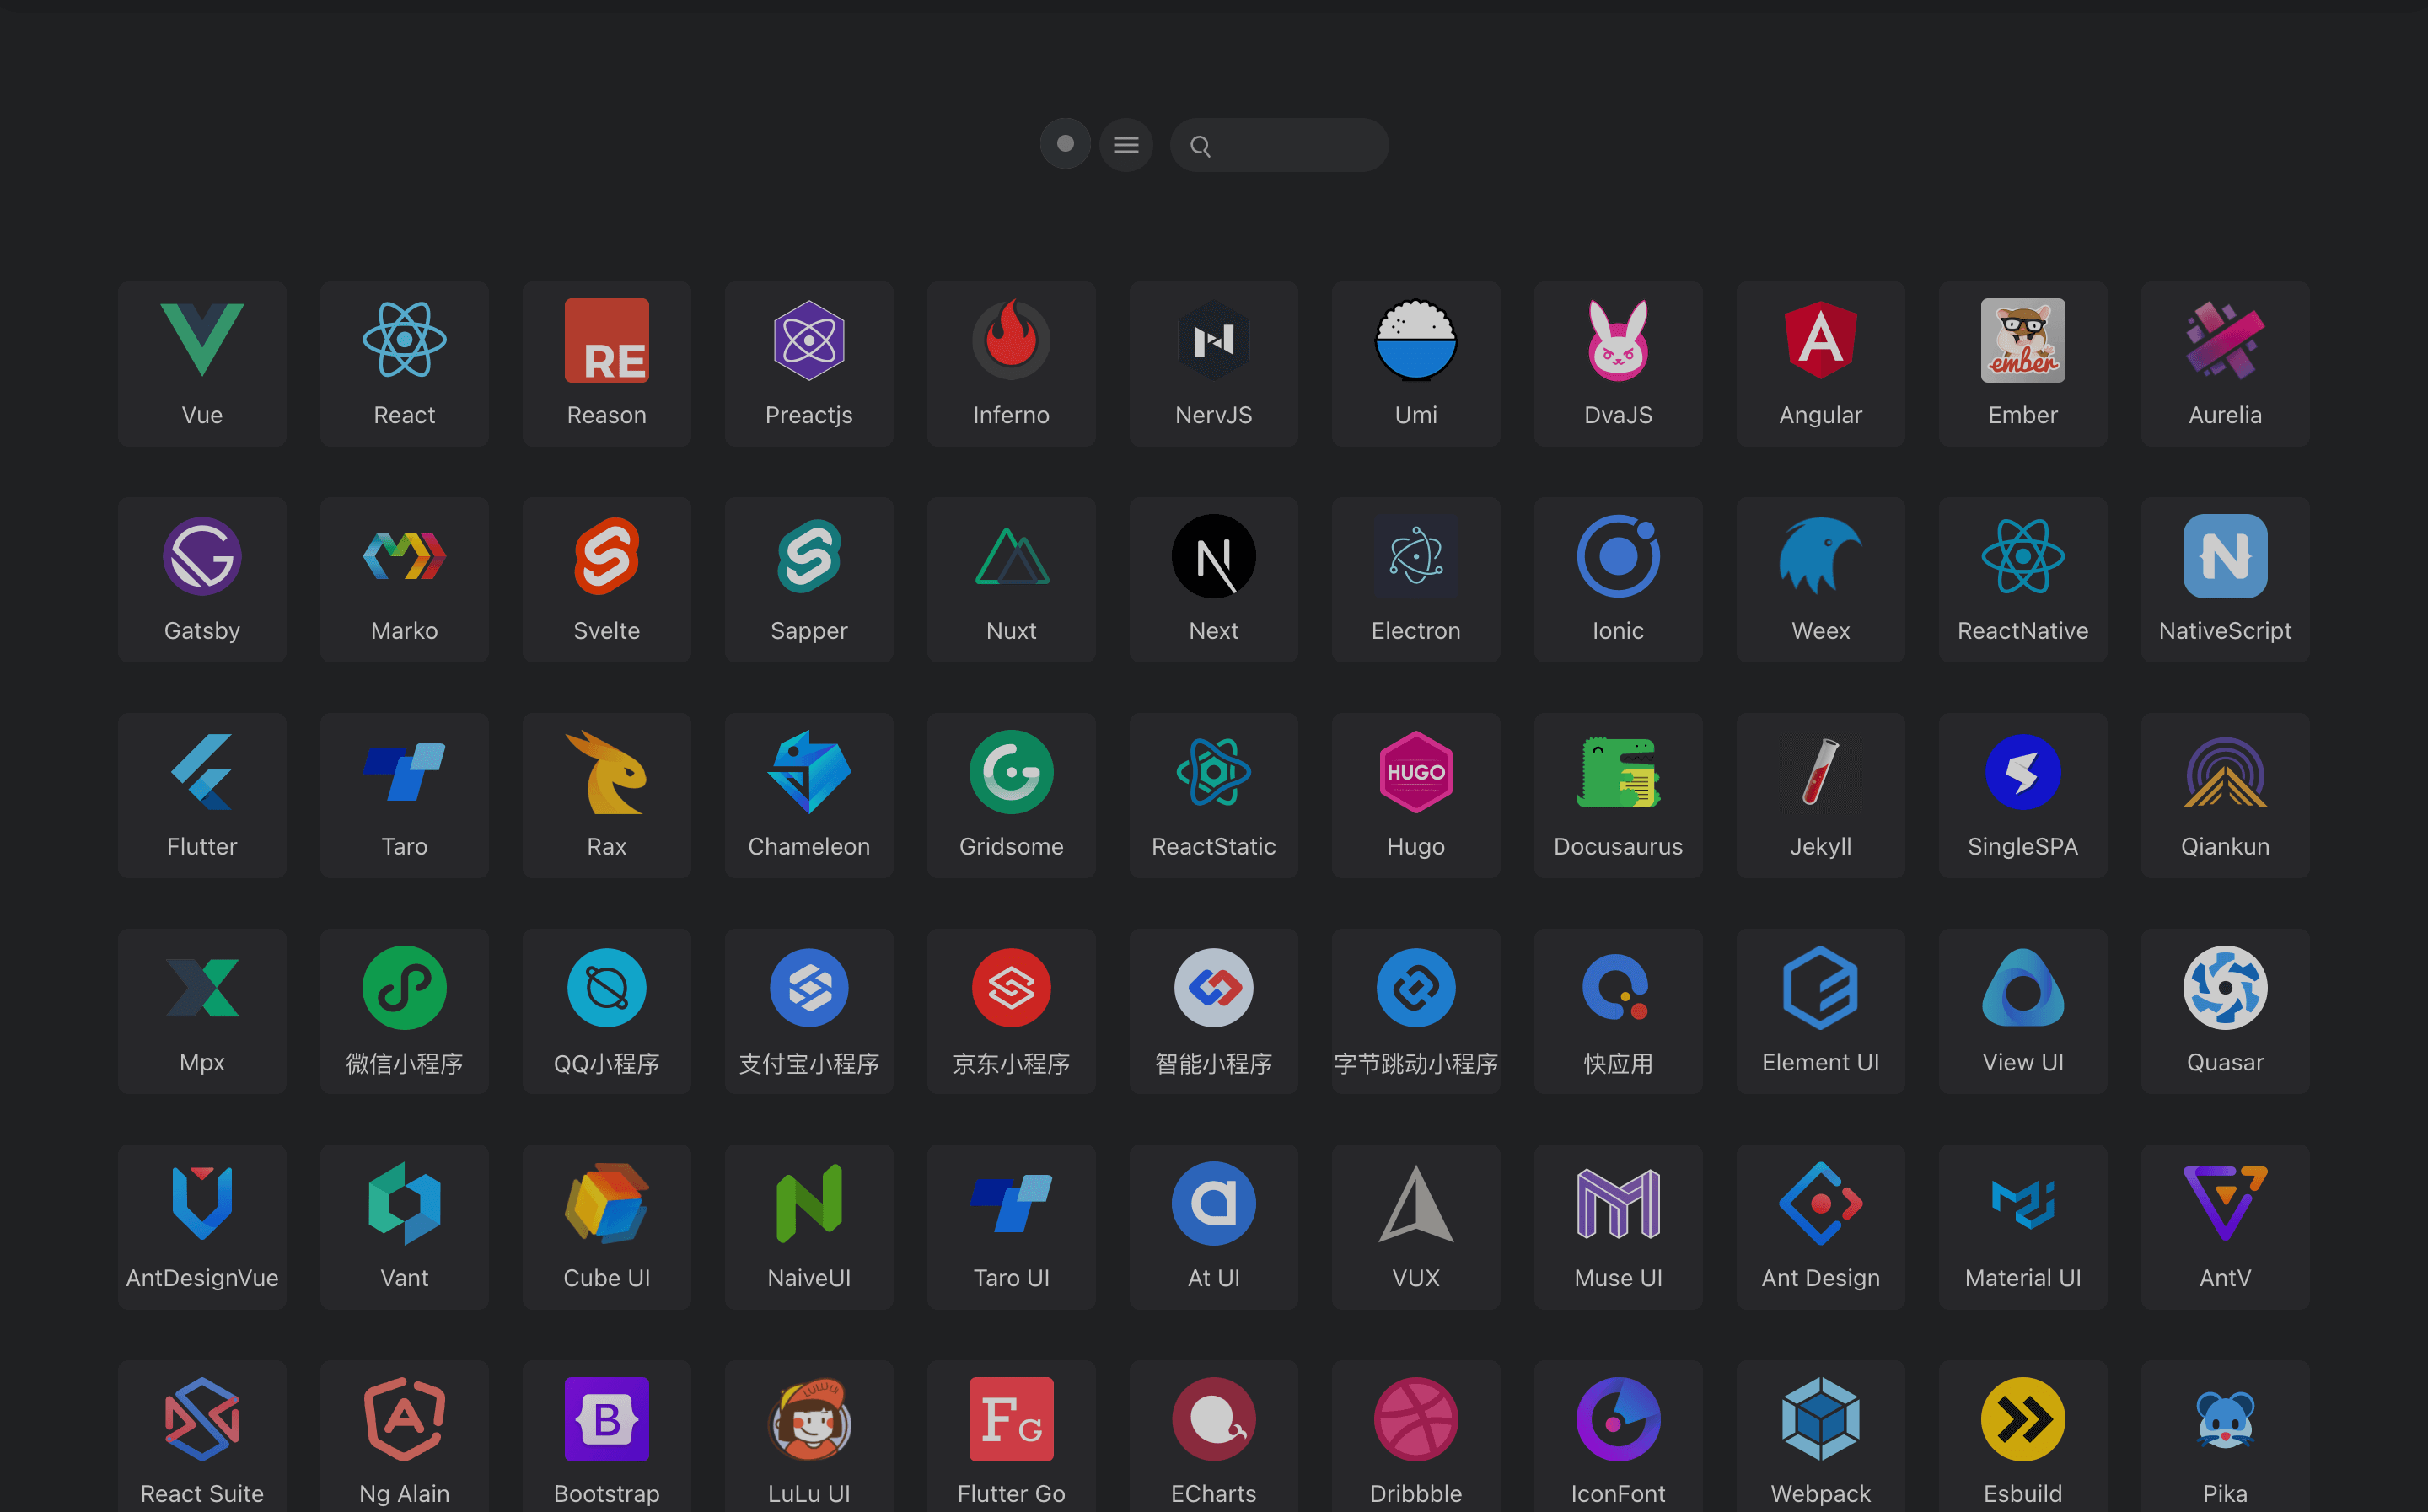 RE
ember
Vue
React
Reason
Preactjs
Inferno
NervJS
Umi
DvaJS
Angular
Ember
Aurelia
Gatsby
Marko
Svelte
Sapper
Nuxt
Next
Electron
Ionic
Weex
ReactNative
NativeScript
HUGO
Flutter
Taro
Rax
Chameleon
Gridsome
ReactStatic
Hugo
Docusaurus
Jekyll
SingleSPA
Qiankun
Mpx
微信小程序
QQ小程序
支付宝小程序
京东小程序
智能小程序
字节跳动小程序
快应用
Element UI
View UI
Quasar
AntDesignVue
Vant
Cube UI
NaiveUI
Taro UI
At UI
VUX
Muse UI
Ant Design
Material UI
AntV
B
LULU UI
FG
React Suite
Ng Alain
Bootstrap
LuLu UI
Flutter Go
ECharts
Dribbble
IconFont
Webpack
Esbuild
Pika